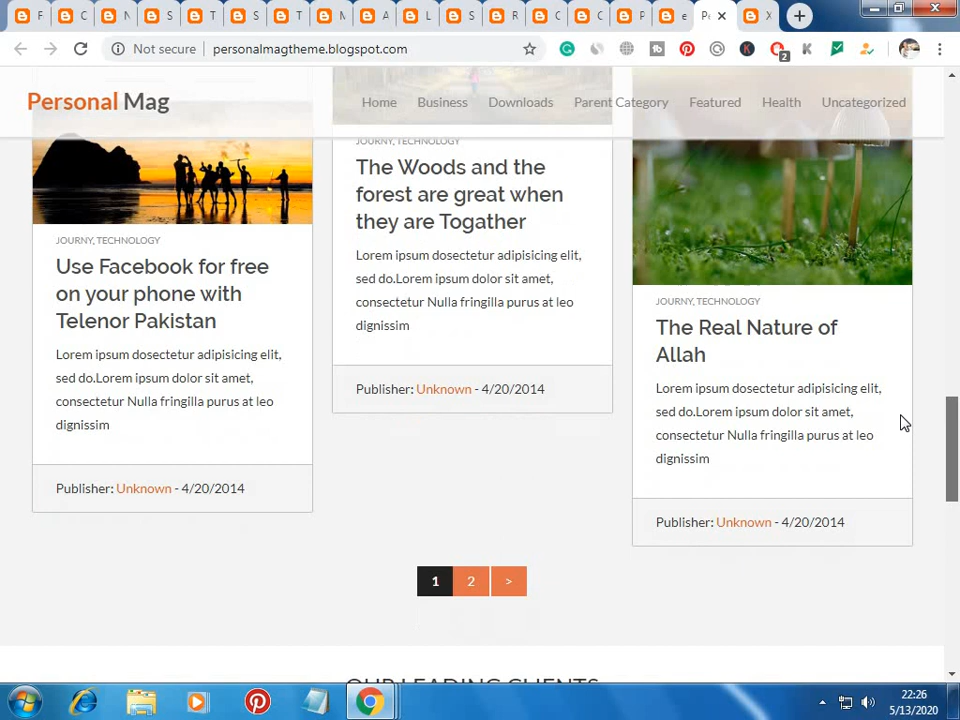 F
C
N
S
T
S
T
A
L
S
R
C
C
P
e
Pe
X
Not secure
personalmagtheme.blogspot.com
2
K
Personal Mag
Home
Business
Downloads
Parent Category
Featured
Health
Uncategorized
JOURNY, TECHNOLOGY
Use Facebook for free
on your phone with
Telenor Pakistan
Lorem ipsum dosectetur adipisicing elit,
sed do.Lorem ipsum dolor sit amet,
consectetur Nulla fringilla purus at leo
dignissim
Publisher: Unknown - 4/20/2014
JOURNY, TECHNOLOGY
The Woods and the
forest are great when
they are Togather
Lorem ipsum dosectetur adipisicing elit,
sed do.Lorem ipsum dolor sit amet,
consectetur Nulla fringilla purus at leo
dignissim
Publisher: Unknown - 4/20/2014
JOURNY, TECHNOLOGY
The Real Nature of
Allah
Lorem ipsum dosectetur adipisicing elit,
sed do.Lorem ipsum dolor sit amet,
consectetur Nulla fringilla purus at leo
dignissim
Publisher: Unknown - 4/20/2014
1 2 >
OUR LEADING CLIENTS
22:26
5/13/2020